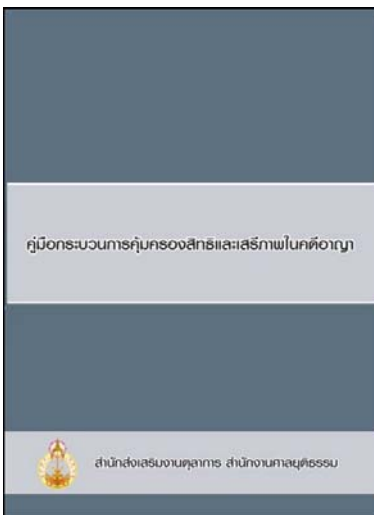 คู่มือกระบวนการคุ้มครองสิทธิและเสรีภาพในคดีอาญา
สำนักส่งเสริมงานตุลาการ สำนักงานศาลยุติธรรม